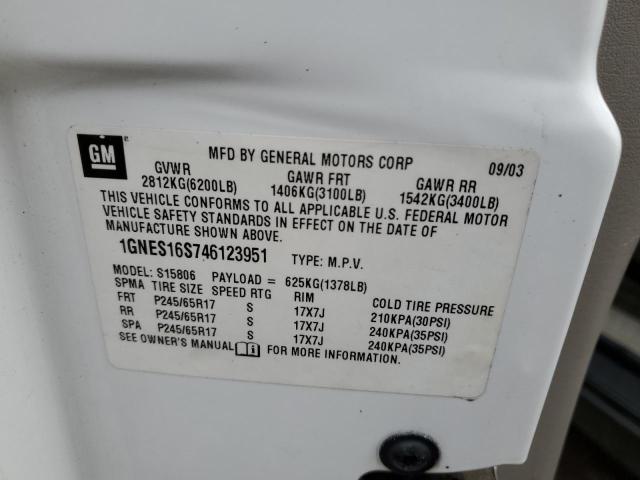 GM MFD BY GENERAL MOTORS CORP 09/03
GVWR GAWR FRT GAWR RR
2812KG(6200LB) 1406KG(3100LB) 1542KG(3400LB)
THIS VEHICLE CONFORMS TO ALL APPLICABLE U.S. FEDERAL MOTOR
VEHICLE SAFETY STANDARDS IN EFFECT ON THE DATE OF
MANUFACTURE SHOWN ABOVE.
1GNES16S746123951 TYPE: M.P.V.
MODEL: S15806 PAYLOAD = 625KG(1378LB)
SPMA TIRE SIZE SPEED RTG RIM COLD TIRE PRESSURE
FRT P245/65R17 S 17X7J 210KPA(30PSI)
RR P245/65R17 S 17X7J 240KPA(35PSI)
SPA P245/65R17 S 17X7J 240KPA(35PSI)
SEE OWNER'S MANUAL FOR MORE INFORMATION.